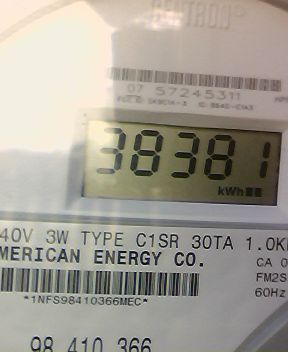 CENTRON®
07 57245311
38381
kWh
40V 3W TYPE C1SR 30TA 1.0K
MERICAN ENERGY CO.
CA 0
FM2S
60Hz
*1NFS98410366MEC*
98 410 366